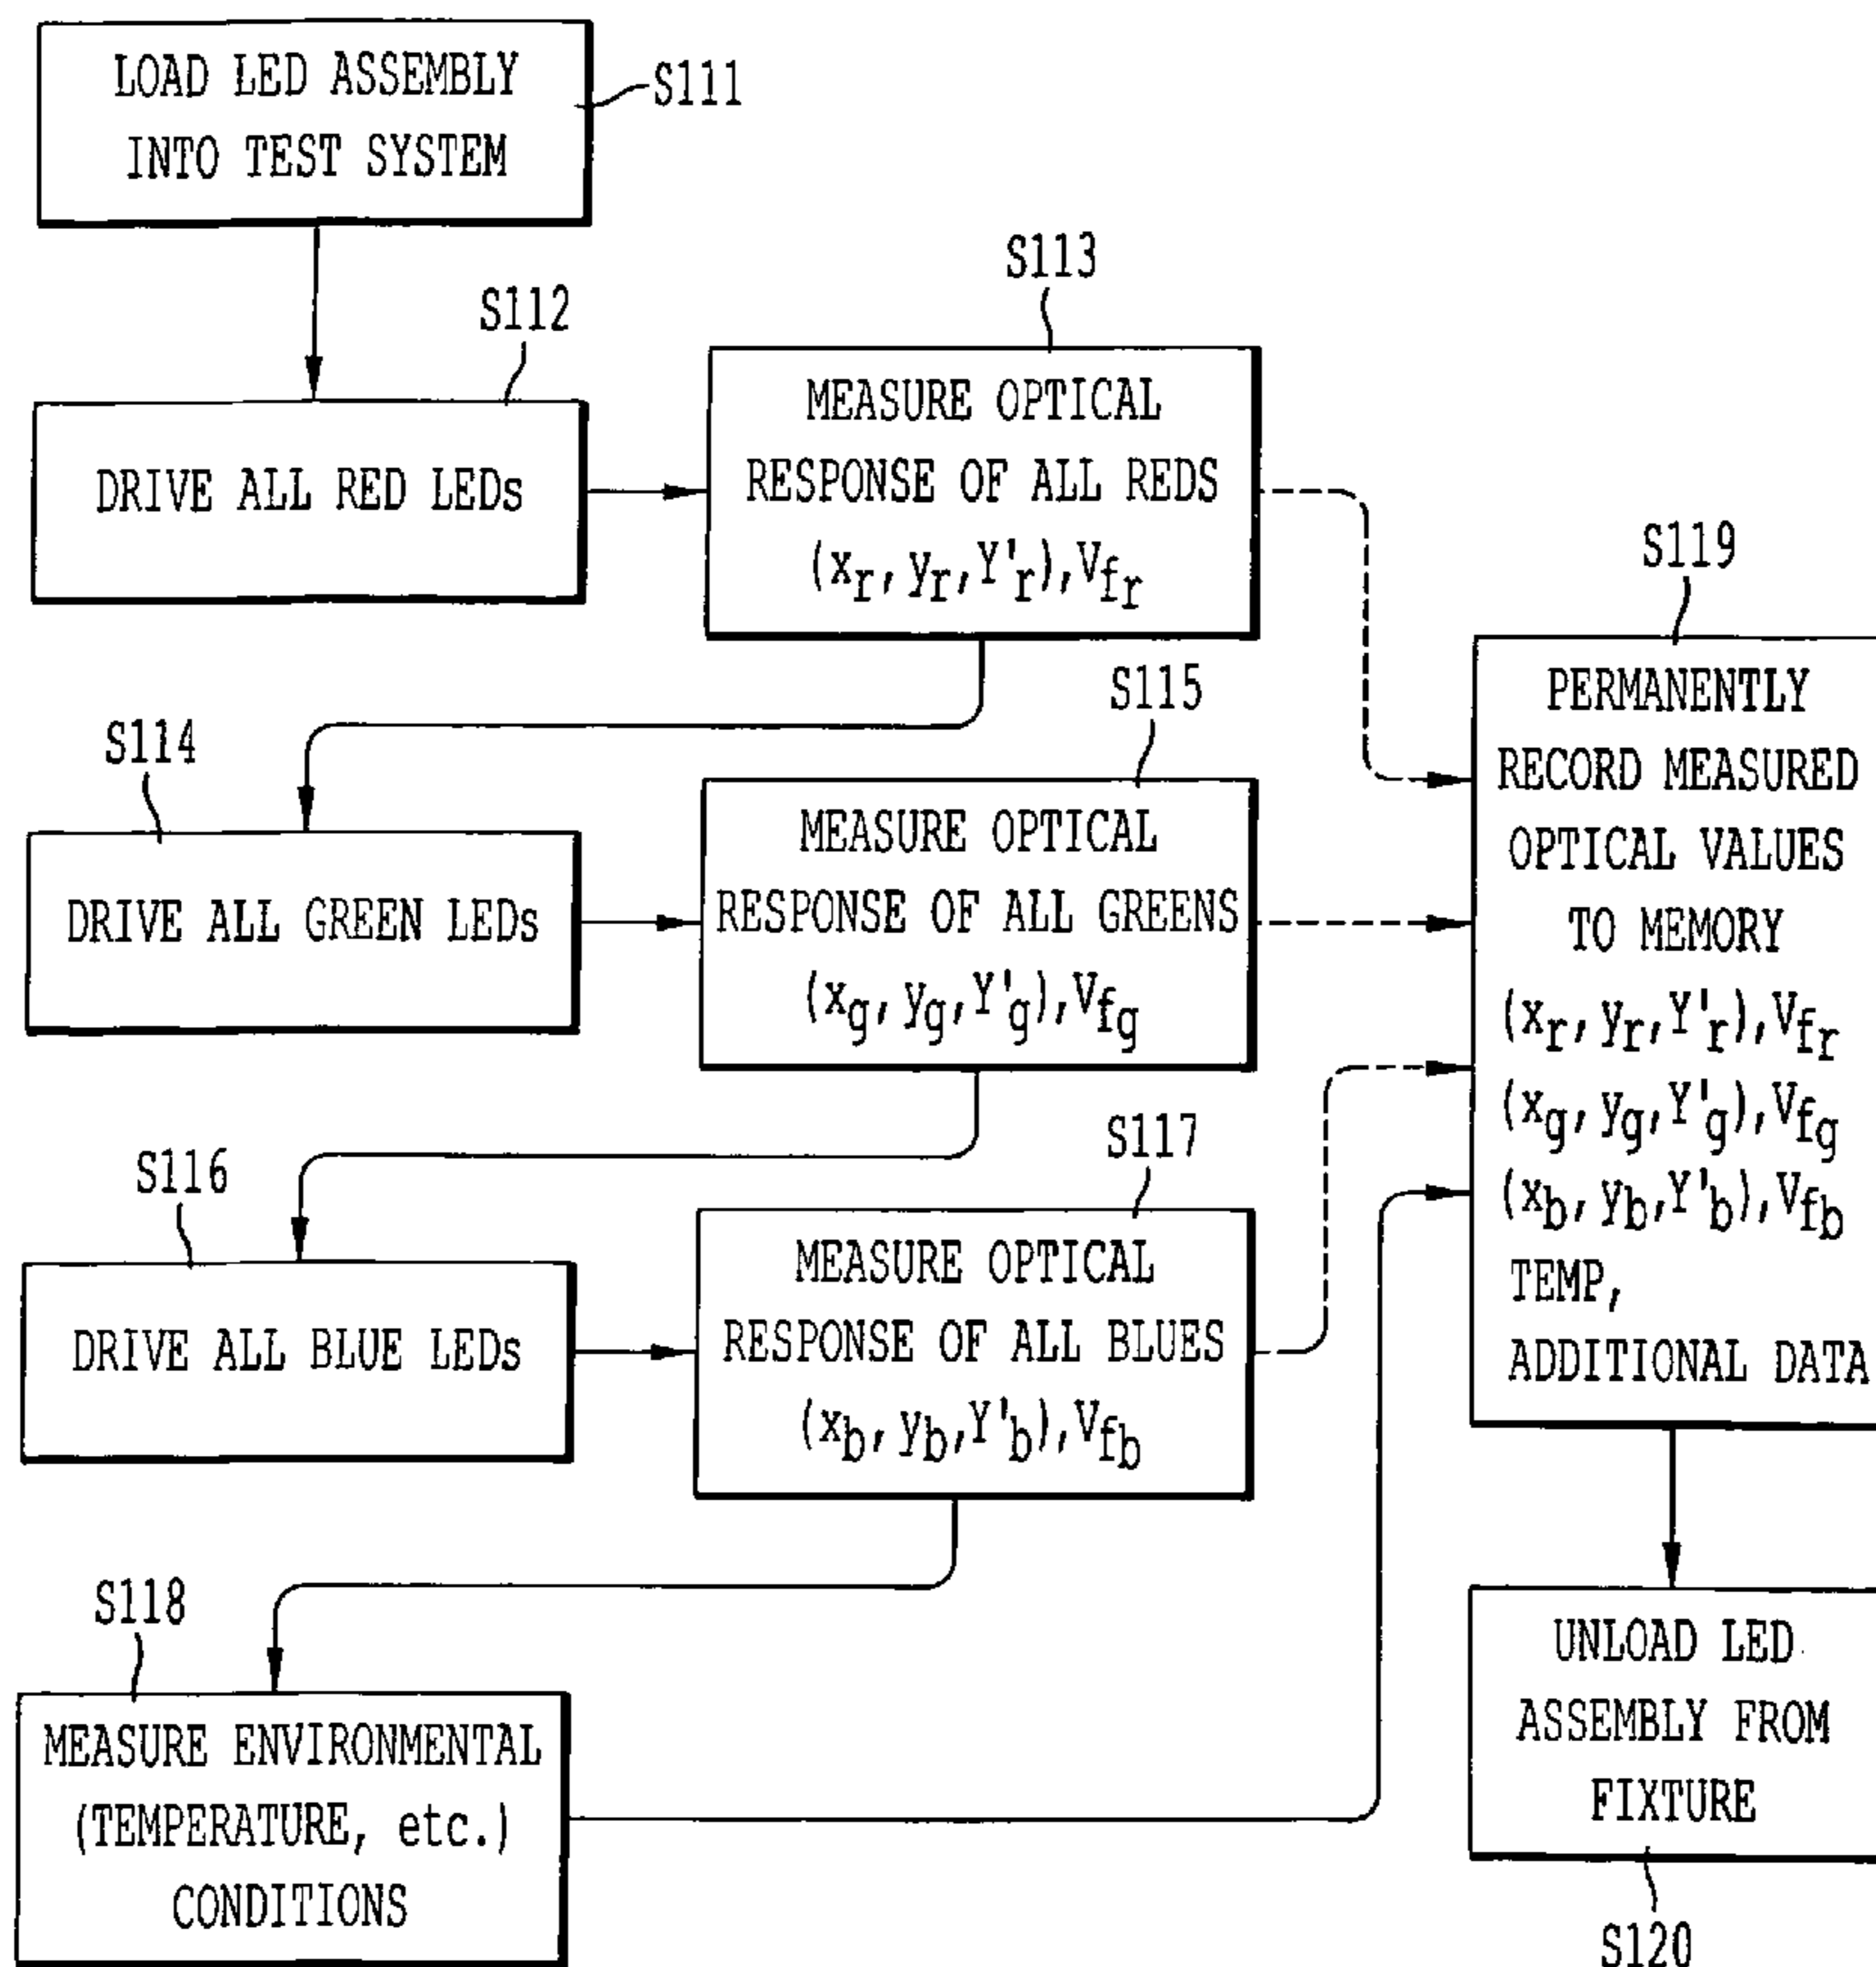 LOAD LED ASSEMBLY
INTO TEST SYSTEM
S111
S112
DRIVE ALL RED LEDs
S113
MEASURE OPTICAL
RESPONSE OF ALL REDS
(xr, yr, Y'r), Vfr
S114
DRIVE ALL GREEN LEDs
S115
MEASURE OPTICAL
RESPONSE OF ALL GREENS
(xg, yg, Y'g), Vfg
S116
DRIVE ALL BLUE LEDs
S117
MEASURE OPTICAL
RESPONSE OF ALL BLUES
(xb, yb, Y'b), Vfb
S118
MEASURE ENVIRONMENTAL
(TEMPERATURE, etc.)
CONDITIONS
S119
PERMANENTLY
RECORD MEASURED
OPTICAL VALUES
TO MEMORY
(xr, yr, Y'r), Vfr
(xg, yg, Y'g), Vfg
(xb, yb, Y'b), Vfb
TEMP,
ADDITIONAL DATA
UNLOAD LED
ASSEMBLY FROM
FIXTURE
S120